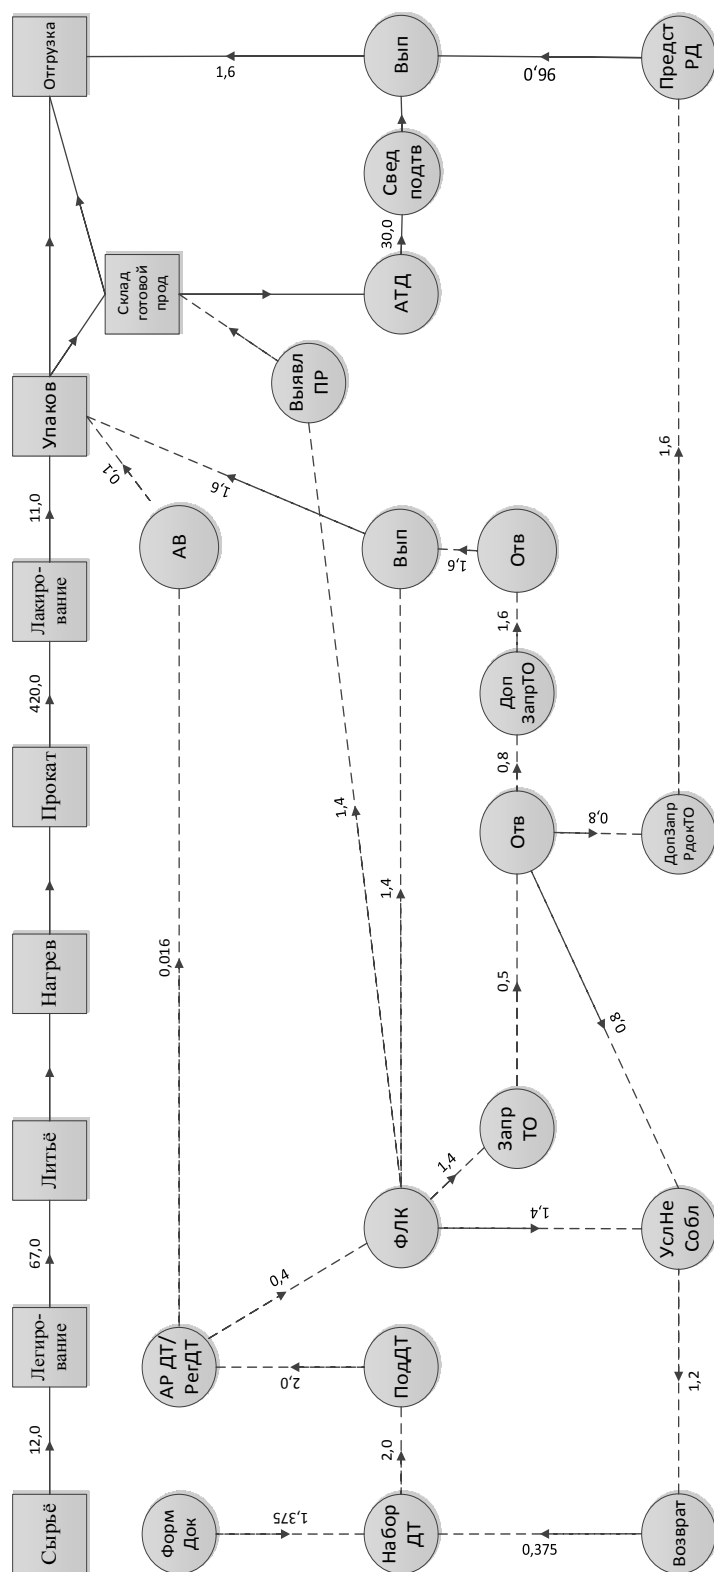 Сырьё
12,0
Легиро-
вание
67,0
Литьё
Нагрев
Прокат
420,0
Лакиро-
вание
11,0
Упаков
Отгрузка
Форм
Док
АР ДТ/
РегДТ
0,016
АВ
0,1
Склад
готовой
прод
1,375
2,0
0,4
1,4
1,6
Выявл
ПР
1,6
Набор
ДТ
2,0
ПодДТ
ФЛК
1,4
Вып
АТД
30,0
Свед
подтв
Вып
0,375
1,4
1,4
Запр
ТО
0,5
Отв
0,8
Доп
ЗапрТО
1,6
Отв
1,6
0,96
0,8
0,8
Возврат
1,2
УслНе
Собл
ДопЗапр
РдокТО
1,6
Предст
РД